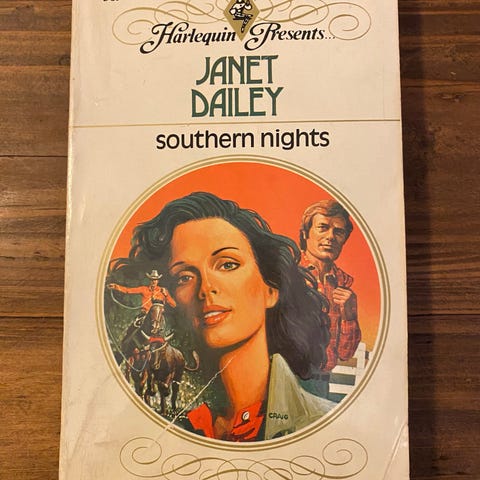 Harlequin Presents...
JANET
DAILEY
southern nights
CRAIG